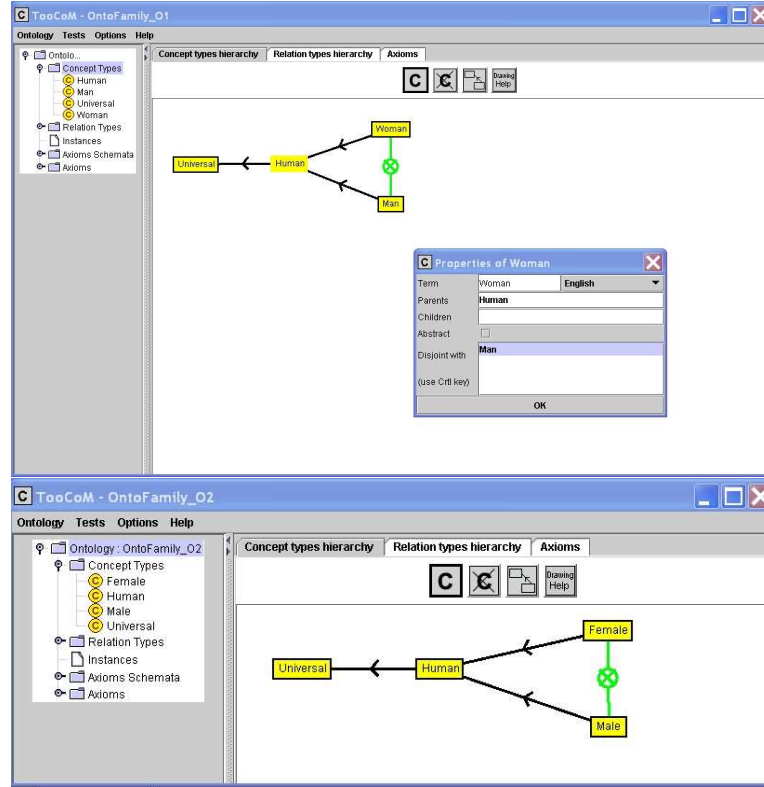 C TooCoM - OntoFamily_O1
Ontology Tests Options Help
Ontolo...
Concept Types
C Human
C Man
C Universal
C Woman
Relation Types
Instances
Axioms Schemata
Axioms
Concept types hierarchy Relation types hierarchy Axioms
C C Drawing Help
Woman
Universal
Human
Man
C Properties of Woman
Term Woman English
Parents Human
Children
Abstract
Disjoint with Man
(use Crtl key)
OK
C TooCoM - OntoFamily_O2
Ontology Tests Options Help
Ontology : OntoFamily_O2
Concept Types
C Female
C Human
C Male
C Universal
Relation Types
Instances
Axioms Schemata
Axioms
Concept types hierarchy Relation types hierarchy Axioms
C C Drawing Help
Female
Universal
Human
Male